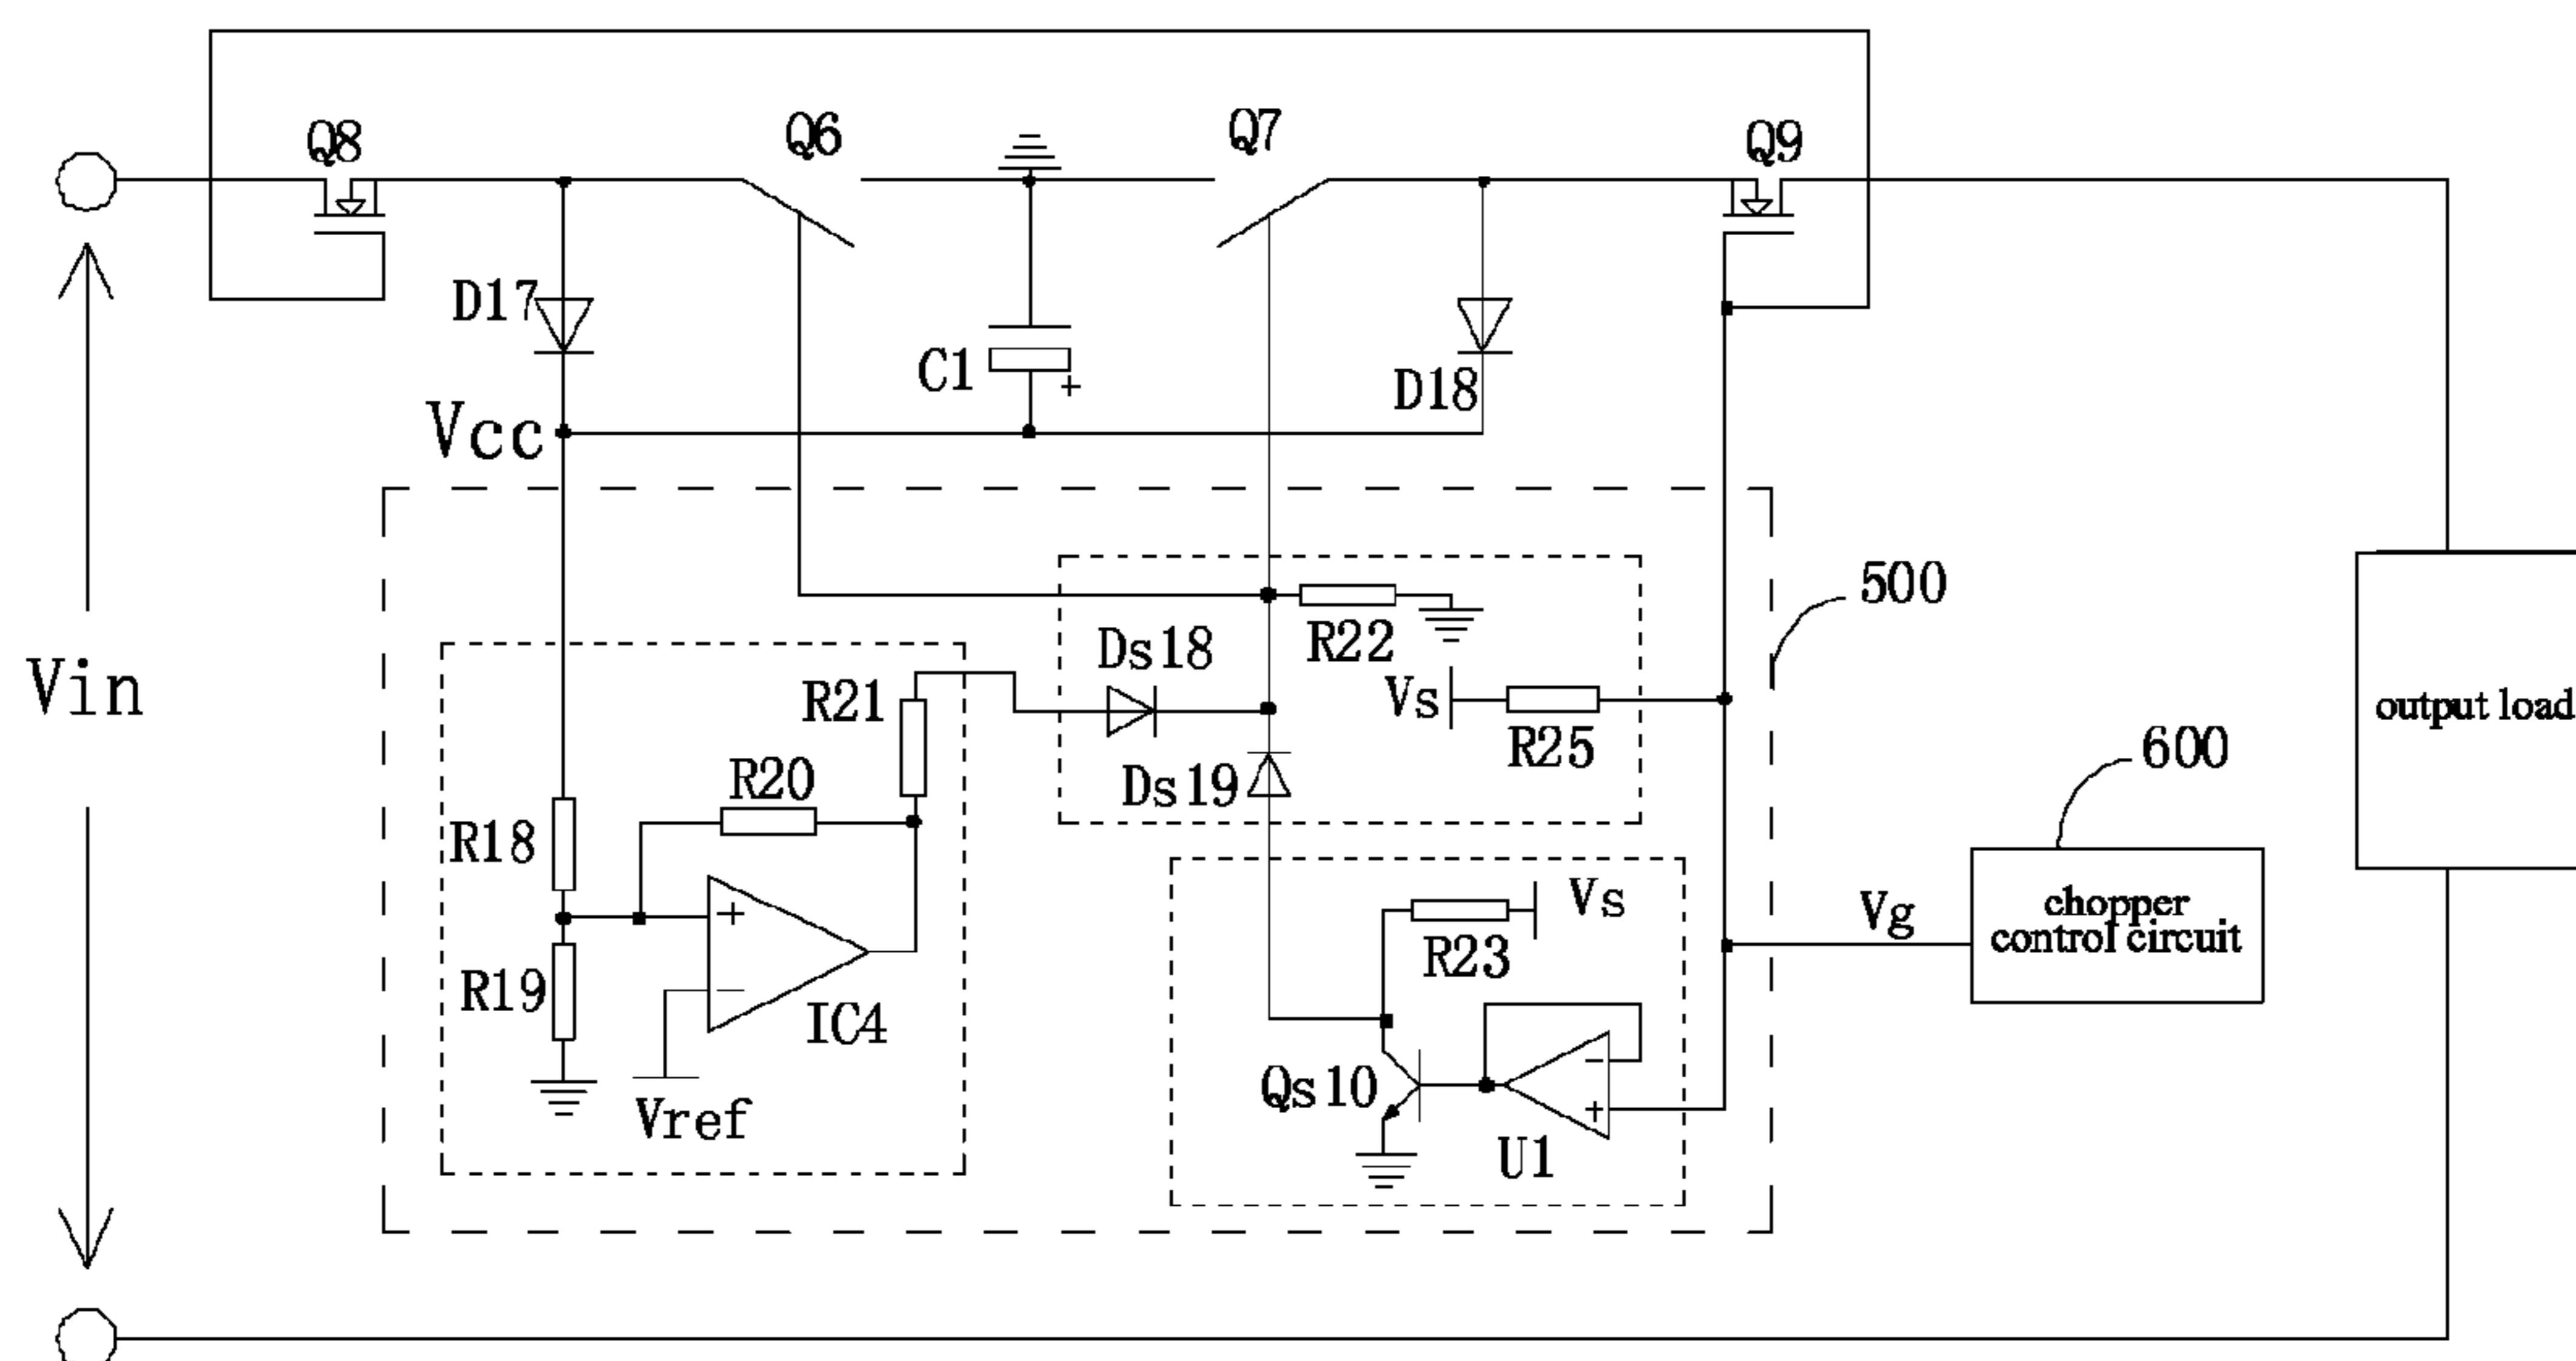 Q8
Q6
Q7
Q9
D17
C1
+
D18
Vcc
500
Ds18
R22
Vs
R21
R25
Vin
output load
R20
Ds19
600
R18
Vs
chopper
control circuit
Vg
+
R23
R19
−
IC4
−
Qs10
+
Vref
U1